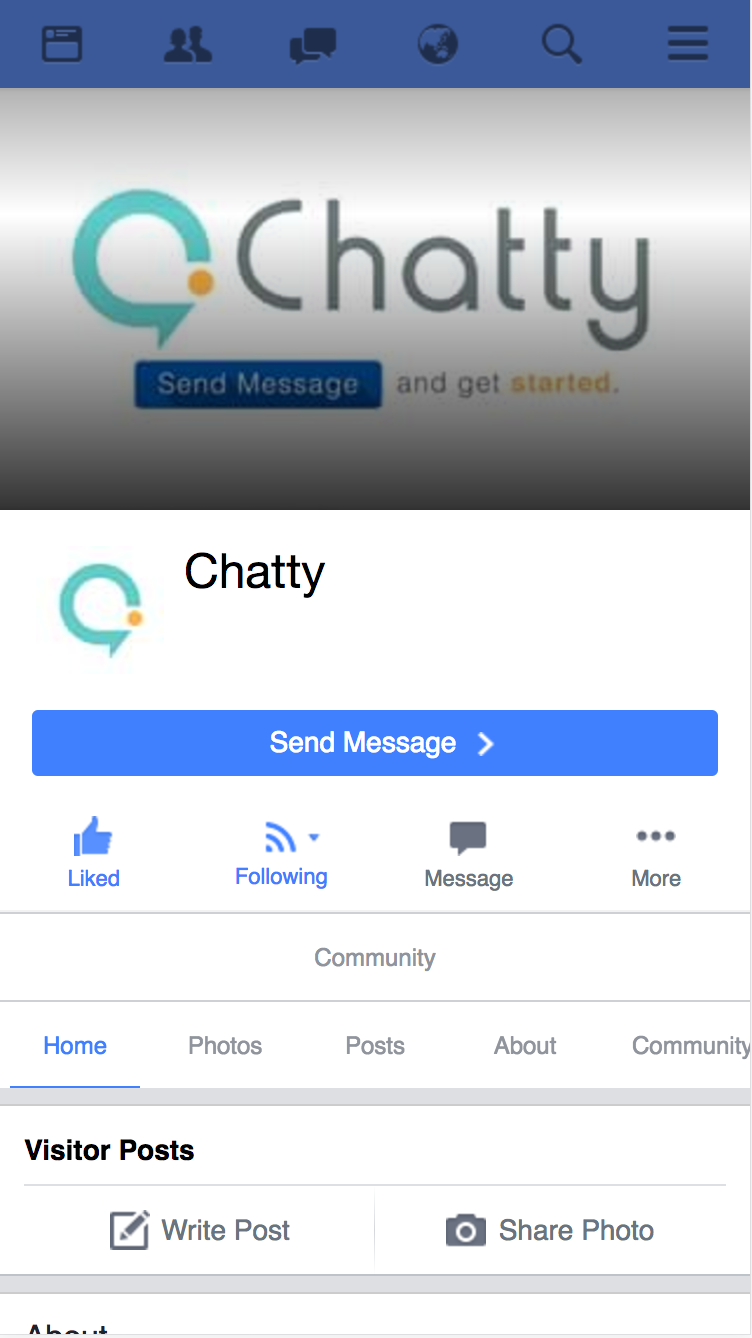 Chatty
Send Message and get started.
Chatty
Send Message
Liked Following Message More
Community
Home Photos Posts About Community
Visitor Posts
Write Post Share Photo
About